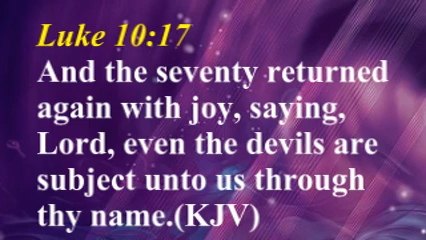 Luke 10:17
And the seventy returned
again with joy, saying,
Lord, even the devils are
subject unto us through
thy name.(KJV)